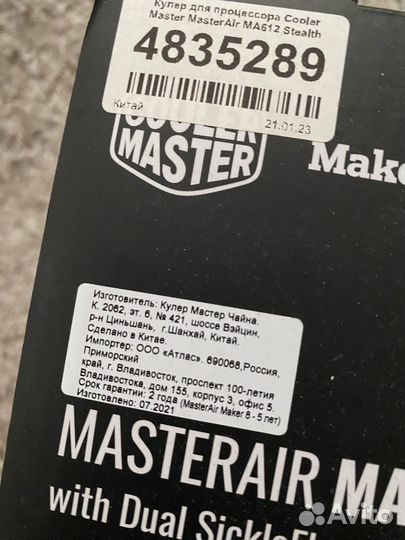 Кулер для процессора Cooler
Master MasterAir MA612 Stealth
4835289
Китай
21.01.23
COOLER
MASTER
Make
Изготовитель: Кулер Мастер Чайна.
К. 2062, эт. 6, № 421, шоссе Вэйцин,
р-н Циньшань, г.Шанхай, Китай.
Сделано в Китае.
Импортер: ООО «Атлас». 690068,Россия,
Приморский
край, г. Владивосток, проспект 100-летия
Владивостока, дом 155, корпус 3, офис 5.
Срок гарантии: 2 года (MasterAir Maker 8 - 5 лет)
Изготовлено: 07.2021
MASTERAIR MA
with Dual SickleFl
Avito